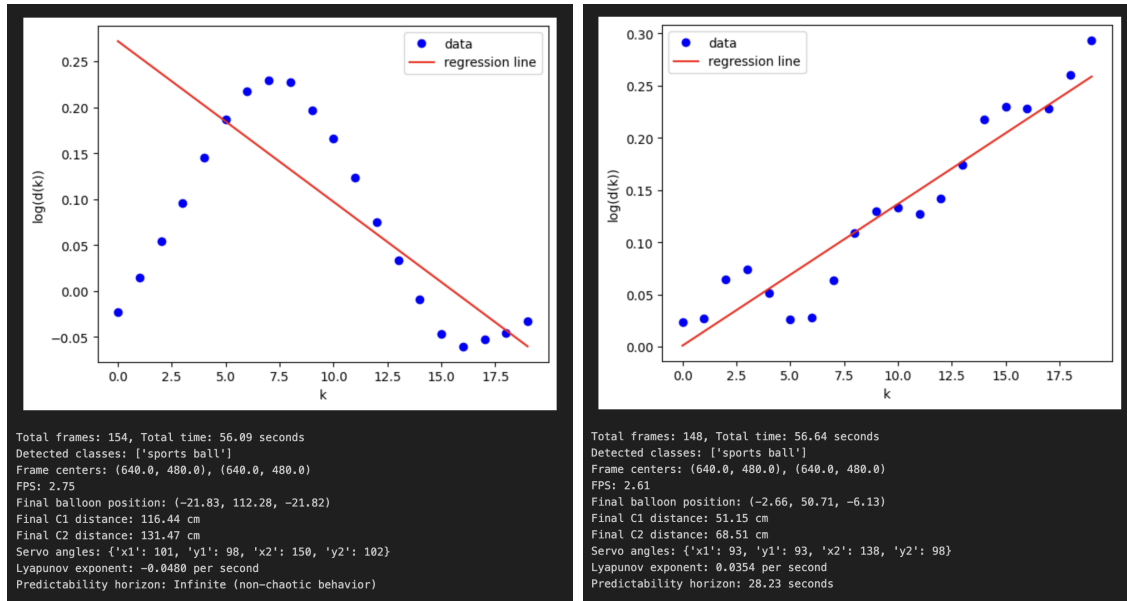 data
regression line
0.25
0.20
0.15
0.10
0.05
0.00
−0.05
log(d(k))
0.0
2.5
5.0
7.5
10.0
12.5
15.0
17.5
k
Total frames: 154, Total time: 56.09 seconds
Detected classes: ['sports ball']
Frame centers: (640.0, 480.0), (640.0, 480.0)
FPS: 2.75
Final balloon position: (-21.83, 112.28, -21.82)
Final C1 distance: 116.44 cm
Final C2 distance: 131.47 cm
Servo angles: {'x1': 101, 'y1': 98, 'x2': 150, 'y2': 102}
Lyapunov exponent: -0.0480 per second
Predictability horizon: Infinite (non-chaotic behavior)
data
regression line
0.30
0.25
0.20
0.15
0.10
0.05
0.00
log(d(k))
0.0
2.5
5.0
7.5
10.0
12.5
15.0
17.5
k
Total frames: 148, Total time: 56.64 seconds
Detected classes: ['sports ball']
Frame centers: (640.0, 480.0), (640.0, 480.0)
FPS: 2.61
Final balloon position: (-2.66, 50.71, -6.13)
Final C1 distance: 51.15 cm
Final C2 distance: 68.51 cm
Servo angles: {'x1': 93, 'y1': 93, 'x2': 138, 'y2': 98}
Lyapunov exponent: 0.0354 per second
Predictability horizon: 28.23 seconds